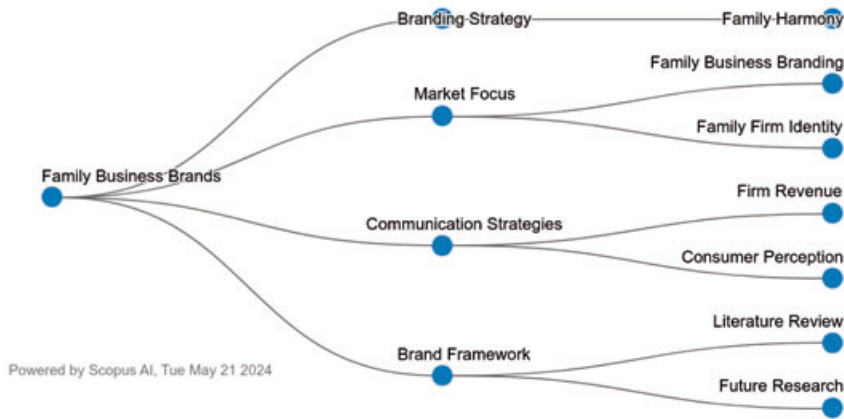 Branding Strategy
Family Harmony
Family Business Branding
Market Focus
Family Firm Identity
Family Business Brands
Firm Revenue
Communication Strategies
Consumer Perception
Literature Review
Brand Framework
Powered by Scopus AI, Tue May 21 2024
Future Research